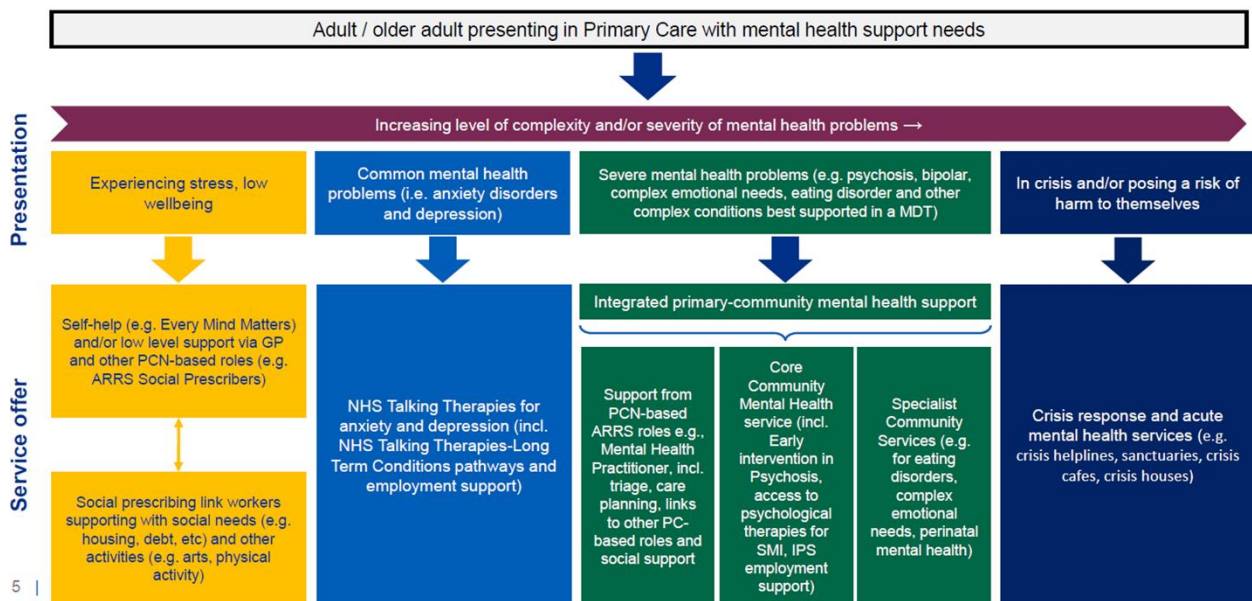 Adult / older adult presenting in Primary Care with mental health support needs
Presentation
Increasing level of complexity and/or severity of mental health problems →
Experiencing stress, low
wellbeing
Common mental health
problems (i.e. anxiety disorders
and depression)
Severe mental health problems (e.g. psychosis, bipolar,
complex emotional needs, eating disorder and other
complex conditions best supported in a MDT)
In crisis and/or posing a risk of
harm to themselves
Service offer
Self-help (e.g. Every Mind Matters)
and/or low level support via GP
and other PCN-based roles (e.g.
ARRS Social Prescribers)
Social prescribing link workers
supporting with social needs (e.g.
housing, debt, etc) and other
activities (e.g. arts, physical
activity)
NHS Talking Therapies for
anxiety and depression (incl.
NHS Talking Therapies-Long
Term Conditions pathways and
employment support)
Integrated primary-community mental health support
Support from
PCN-based
ARRS roles e.g.,
Mental Health
Practitioner, incl.
triage, care
planning, links
to other PC-
based roles and
social support
Core
Community
Mental Health
service (incl.
Early
intervention in
Psychosis,
access to
psychological
therapies for
SMI, IPS
employment
support)
Specialist
Community
Services (e.g.
for eating
disorders,
complex
emotional
needs, perinatal
mental health)
Crisis response and acute
mental health services (e.g.
crisis helplines, sanctuaries, crisis
cafes, crisis houses)
5 |